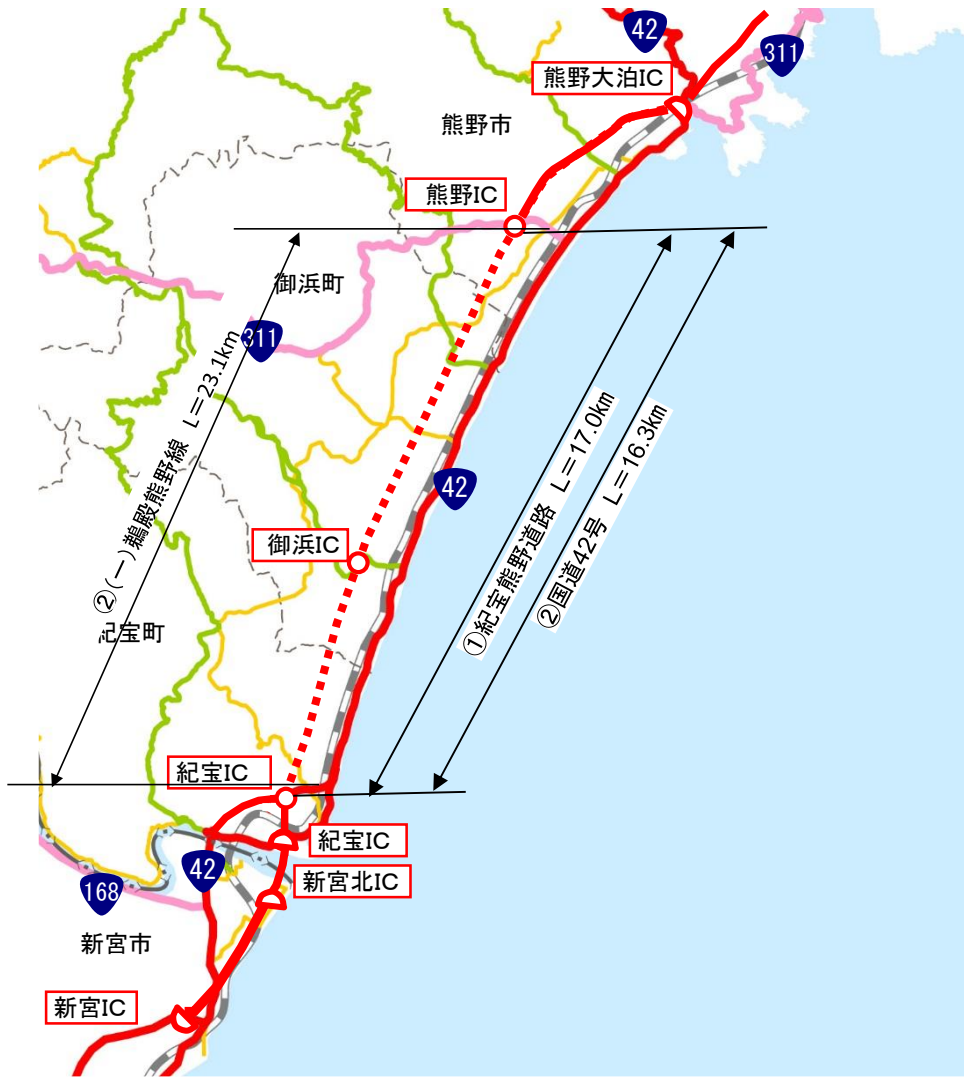 42
311
熊野大泊IC
熊野市
熊野IC
御浜町
311
②(一)鵜殿熊野線 L=23.1km
①紀宝熊野道路 L=17.0km
②国道42号 L=16.3km
42
御浜IC
紀宝町
紀宝IC
紀宝IC
42
新宮北IC
168
新宮市
新宮IC